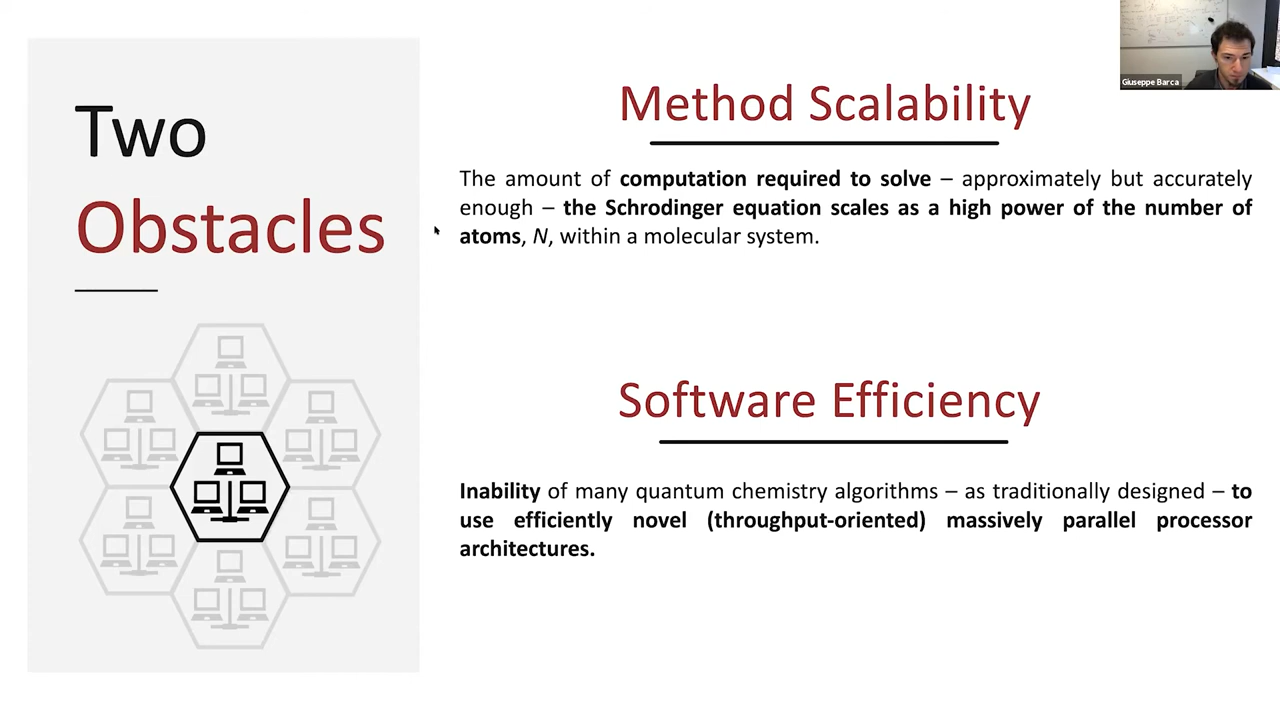 Two
Obstacles
Method Scalability
The amount of computation required to solve – approximately but accurately
enough – the Schrodinger equation scales as a high power of the number of
atoms, N, within a molecular system.
Software Efficiency
Inability of many quantum chemistry algorithms – as traditionally designed – to
use efficiently novel (throughput-oriented) massively parallel processor
architectures.
Giuseppe Barca